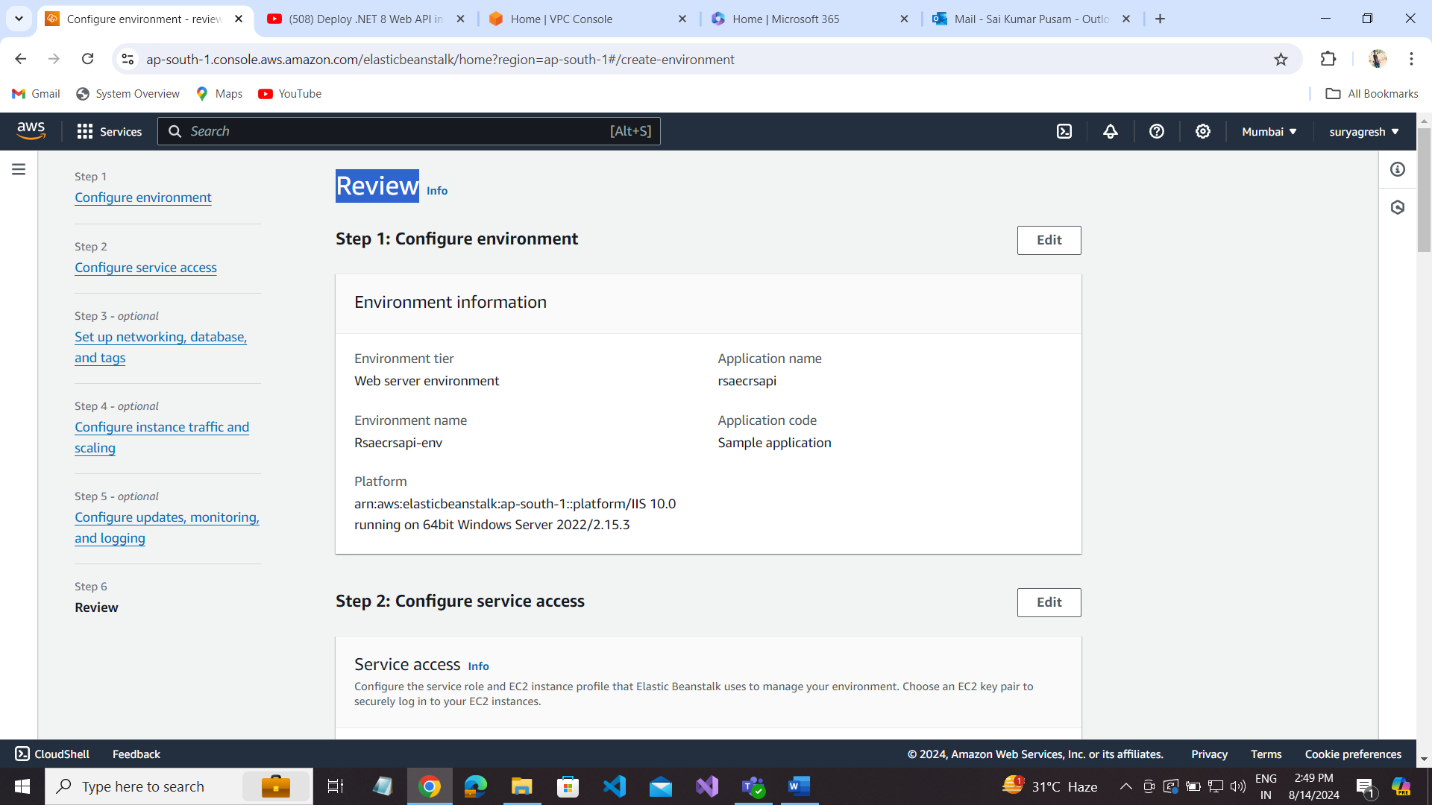 Configure environment - review
(508) Deploy .NET 8 Web API in
Home | VPC Console
Home | Microsoft 365
Mail - Sai Kumar Pusam - Outlo
ap-south-1.console.aws.amazon.com/elasticbeanstalk/home?region=ap-south-1#/create-environment
Gmail
System Overview
Maps
YouTube
All Bookmarks
aws
Services
Search
[Alt+S]
Mumbai
suryagresh
Step 1
Configure environment
Step 2
Configure service access
Step 3 - optional
Set up networking, database,
and tags
Step 4 - optional
Configure instance traffic and
scaling
Step 5 - optional
Configure updates, monitoring,
and logging
Step 6
Review
Review Info
Step 1: Configure environment
Edit
Environment information
Environment tier
Web server environment
Application name
rsaecrsapi
Environment name
Rsaecrsapi-env
Application code
Sample application
Platform
arn:aws:elasticbeanstalk:ap-south-1::platform/IIS 10.0
running on 64bit Windows Server 2022/2.15.3
Step 2: Configure service access
Edit
Service access Info
Configure the service role and EC2 instance profile that Elastic Beanstalk uses to manage your environment. Choose an EC2 key pair to
securely log in to your EC2 instances.
CloudShell
Feedback
© 2024, Amazon Web Services, Inc. or its affiliates.
Privacy
Terms
Cookie preferences
Type here to search
1
31°C Haze
ENG
IN
2:49 PM
8/14/2024
1
PRE